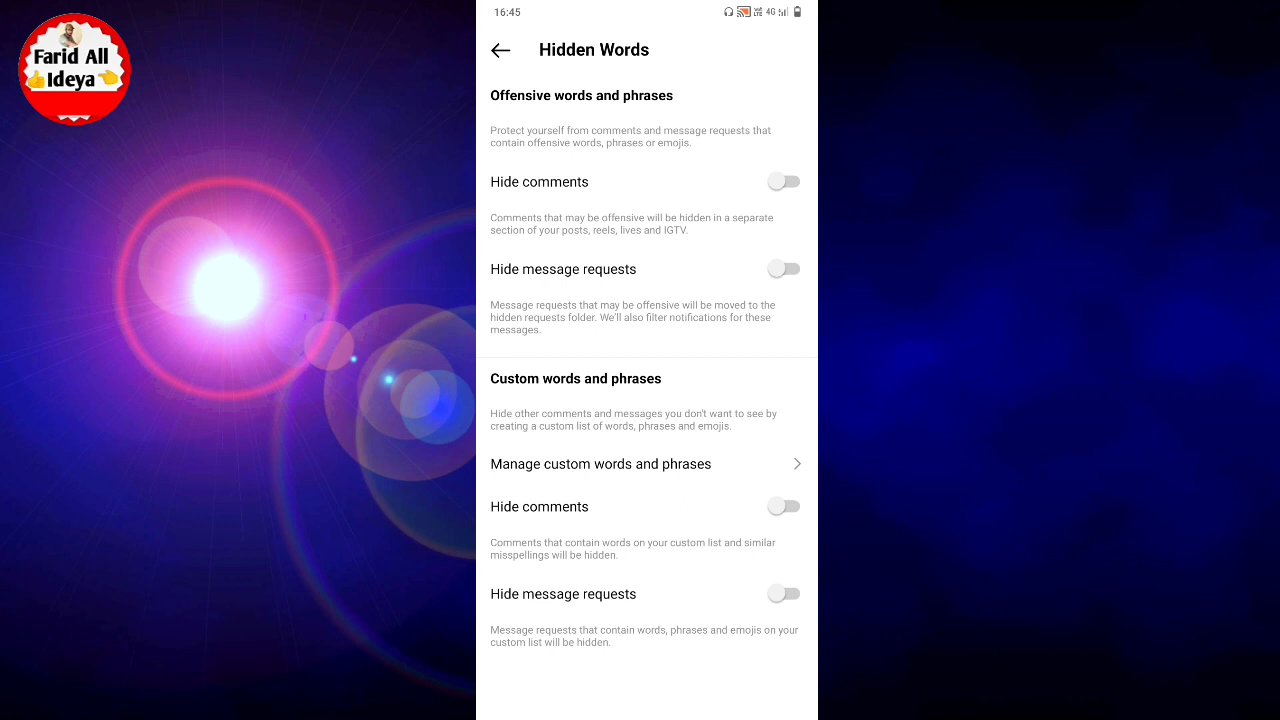 Farid All
Ideya
16:45
4G
Hidden Words
Offensive words and phrases
Protect yourself from comments and message requests that
contain offensive words, phrases or emojis.
Hide comments
Comments that may be offensive will be hidden in a separate
section of your posts, reels, lives and IGTV.
Hide message requests
Message requests that may be offensive will be moved to the
hidden requests folder. We'll also filter notifications for these
messages.
Custom words and phrases
Hide other comments and messages you don't want to see by
creating a custom list of words, phrases and emojis.
Manage custom words and phrases
Hide comments
Comments that contain words on your custom list and similar
misspellings will be hidden.
Hide message requests
Message requests that contain words, phrases and emojis on your
custom list will be hidden.